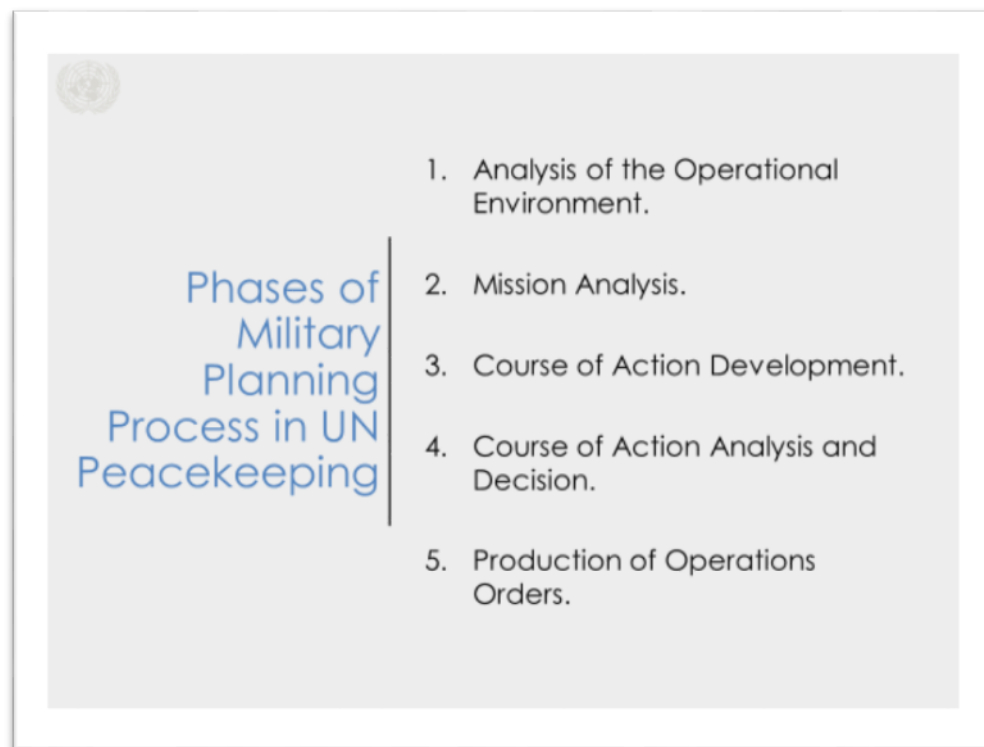 Phases of
Military
Planning
Process in UN
Peacekeeping
1. Analysis of the Operational
Environment.
2. Mission Analysis.
3. Course of Action Development.
4. Course of Action Analysis and
Decision.
5. Production of Operations
Orders.